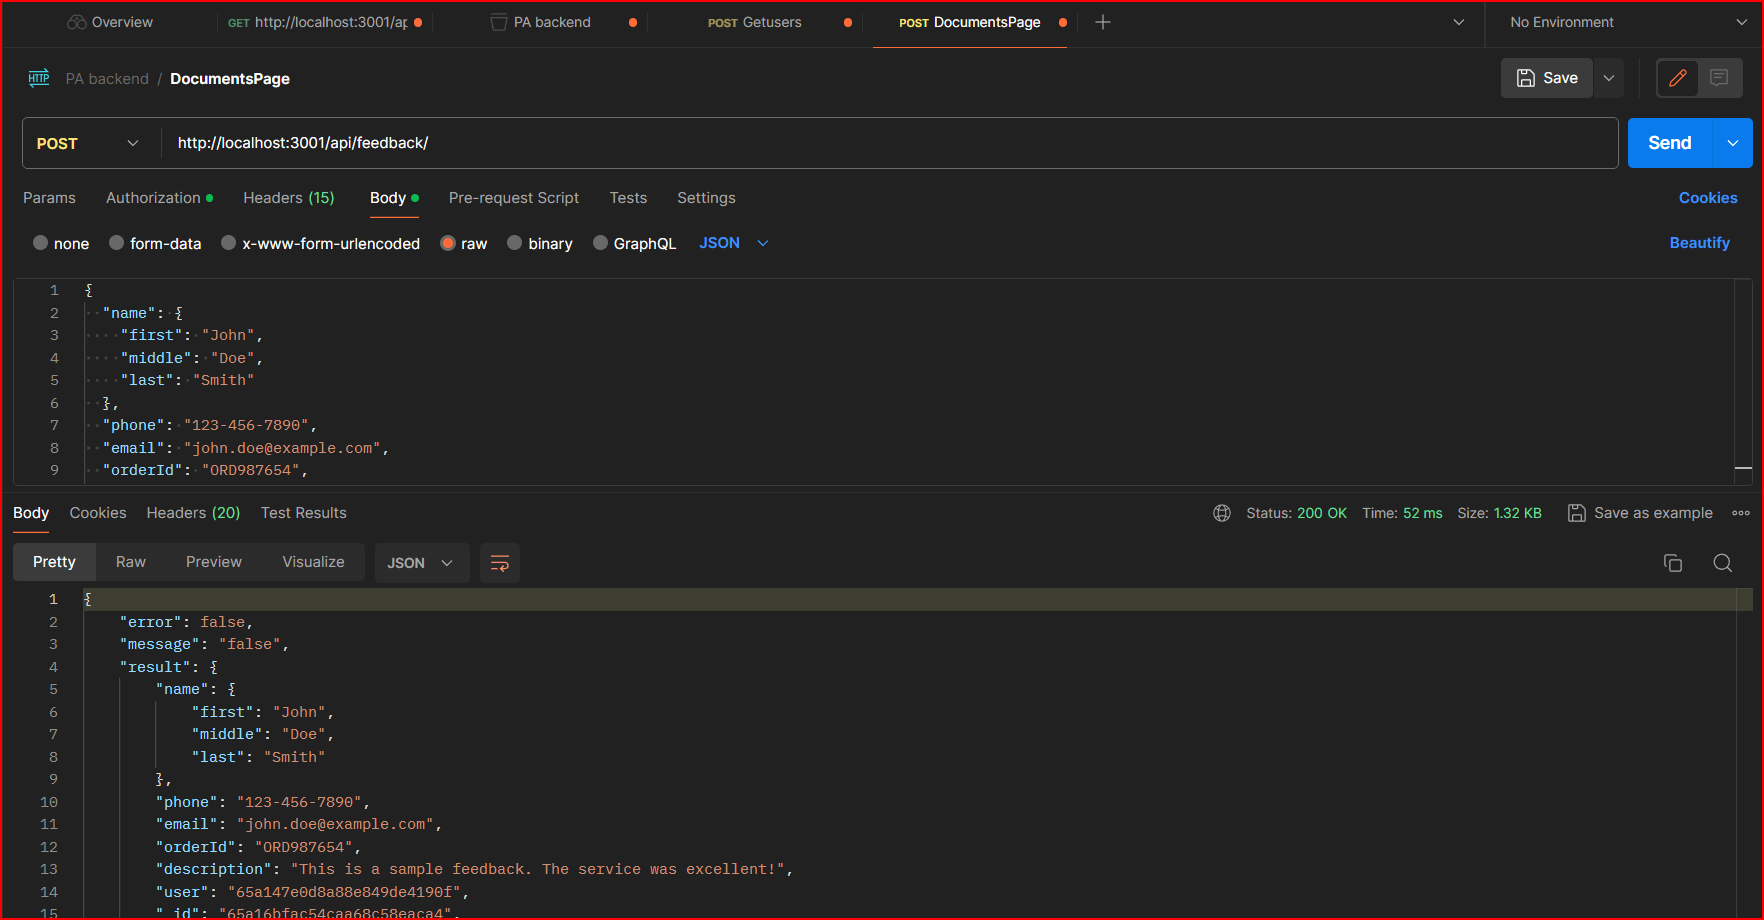 Overview GET http://localhost:3001/ap PA backend POST Getusers POST DocumentsPage No Environment
HTTP PA backend / DocumentsPage Save
POST http://localhost:3001/api/feedback/ Send
Params Authorization Headers (15) Body Pre-request Script Tests Settings Cookies
none form-data x-www-form-urlencoded raw binary GraphQL JSON Beautify
1 {
2 "name": {
3 "first": "John",
4 "middle": "Doe",
5 "last": "Smith"
6 },
7 "phone": "123-456-7890",
8 "email": "john.doe@example.com",
9 "orderId": "ORD987654",
Body Cookies Headers (20) Test Results Status: 200 OK Time: 52 ms Size: 1.32 KB Save as example
Pretty Raw Preview Visualize JSON
1 {
2 "error": false,
3 "message": "false",
4 "result": {
5 "name": {
6 "first": "John",
7 "middle": "Doe",
8 "last": "Smith"
9 },
10 "phone": "123-456-7890",
11 "email": "john.doe@example.com",
12 "orderId": "ORD987654",
13 "description": "This is a sample feedback. The service was excellent!",
14 "user": "65a147e0d8a88e849de4190f",
15 "_id": "65a16bfac54caa68c58eaca4",